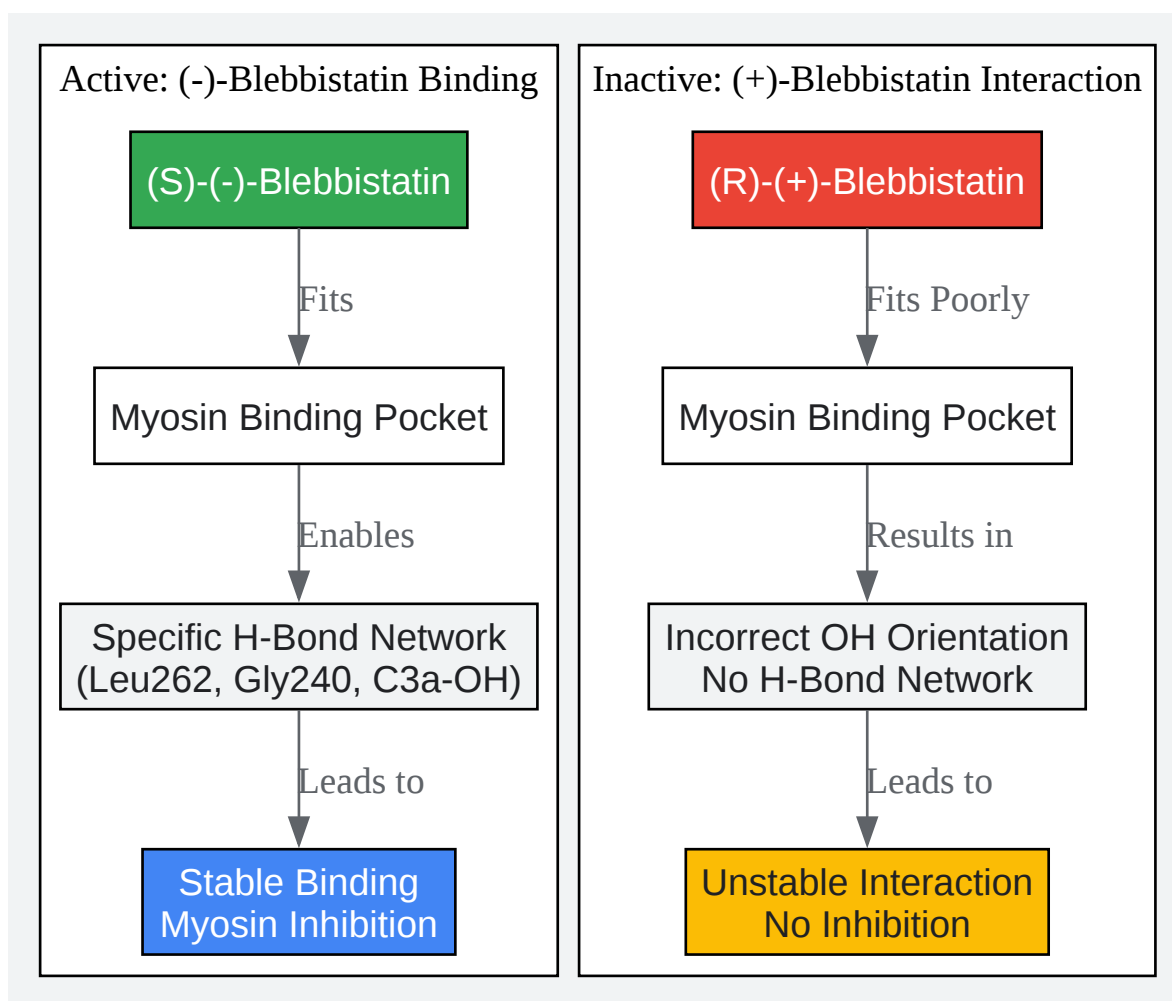 Active: (-)-Blebbistatin Binding
(S)-(-)-Blebbistatin
Fits
Myosin Binding Pocket
Enables
Specific H-Bond Network
(Leu262, Gly240, C3a-OH)
Leads to
Stable Binding
Myosin Inhibition
Inactive: (+)-Blebbistatin Interaction
(R)-(+)-Blebbistatin
Fits Poorly
Myosin Binding Pocket
Results in
Incorrect OH Orientation
No H-Bond Network
Leads to
Unstable Interaction
No Inhibition